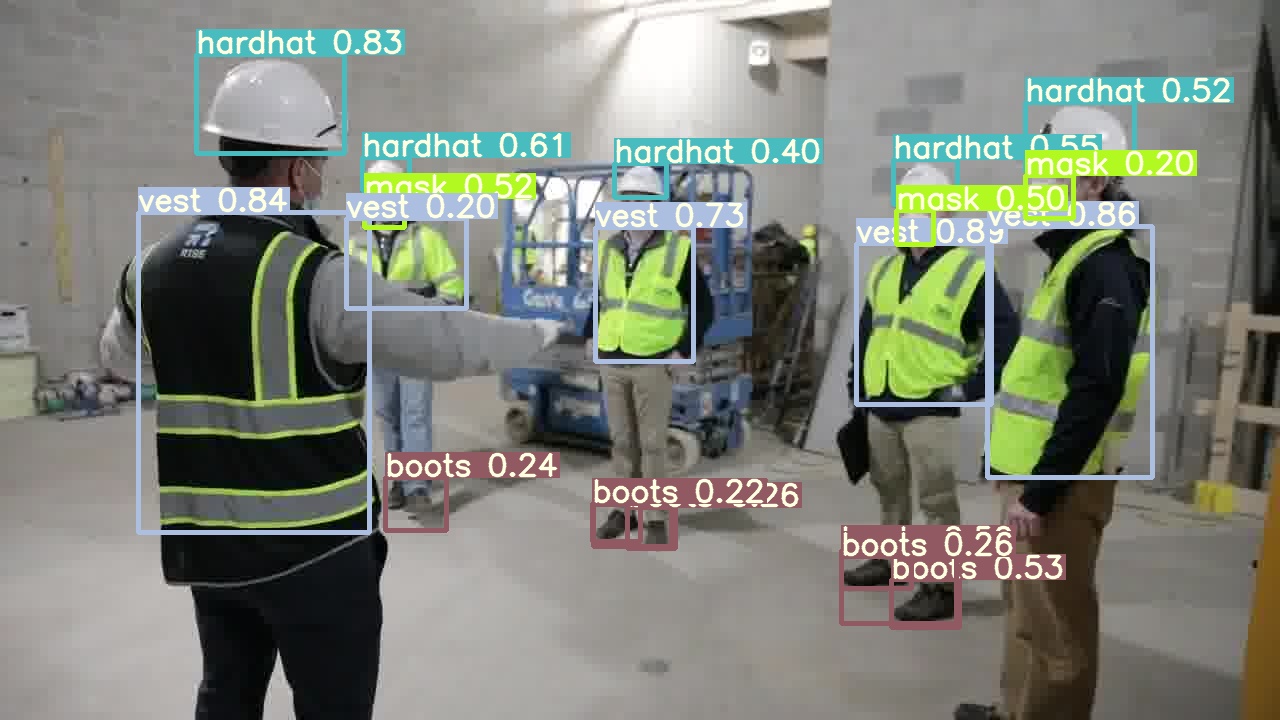 hardhat 0.83
hardhat 0.52
hardhat 0.61
hardhat 0.40
hardhat 0.55
mask 0.20
mask 0.52
mask 0.50
vest 0.84
vest 0.20
vest 0.73
vest 0.89
vest 0.86
RISE
Genie
boots 0.24
boots 0.22
26
boots 0.26
boots 0.53